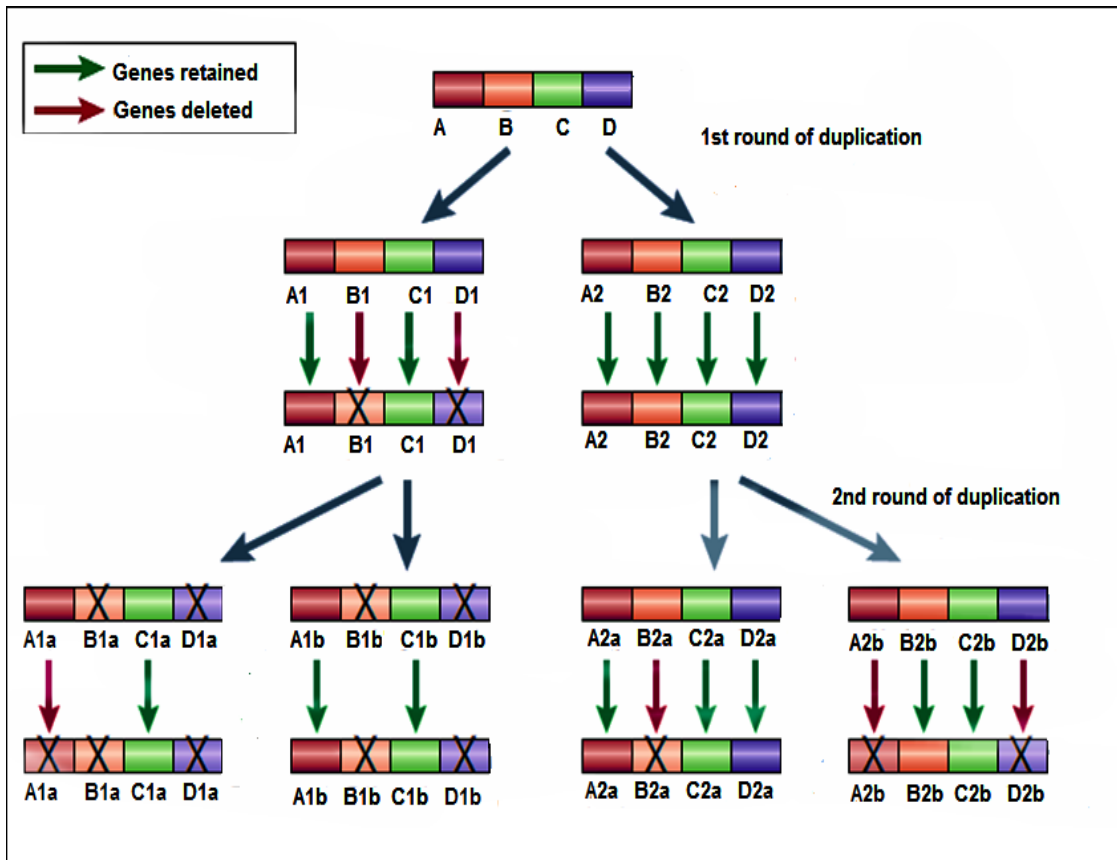 Genes retained
Genes deleted
A B C D
1st round of duplication
A1 B1 C1 D1 A2 B2 C2 D2
X X
A1 B1 C1 D1 A2 B2 C2 D2
2nd round of duplication
X X X X
A1a B1a C1a D1a A1b B1b C1b D1b A2a B2a C2a D2a A2b B2b C2b D2b
X X X X X X X X
A1a B1a C1a D1a A1b B1b C1b D1b A2a B2a C2a D2a A2b B2b C2b D2b